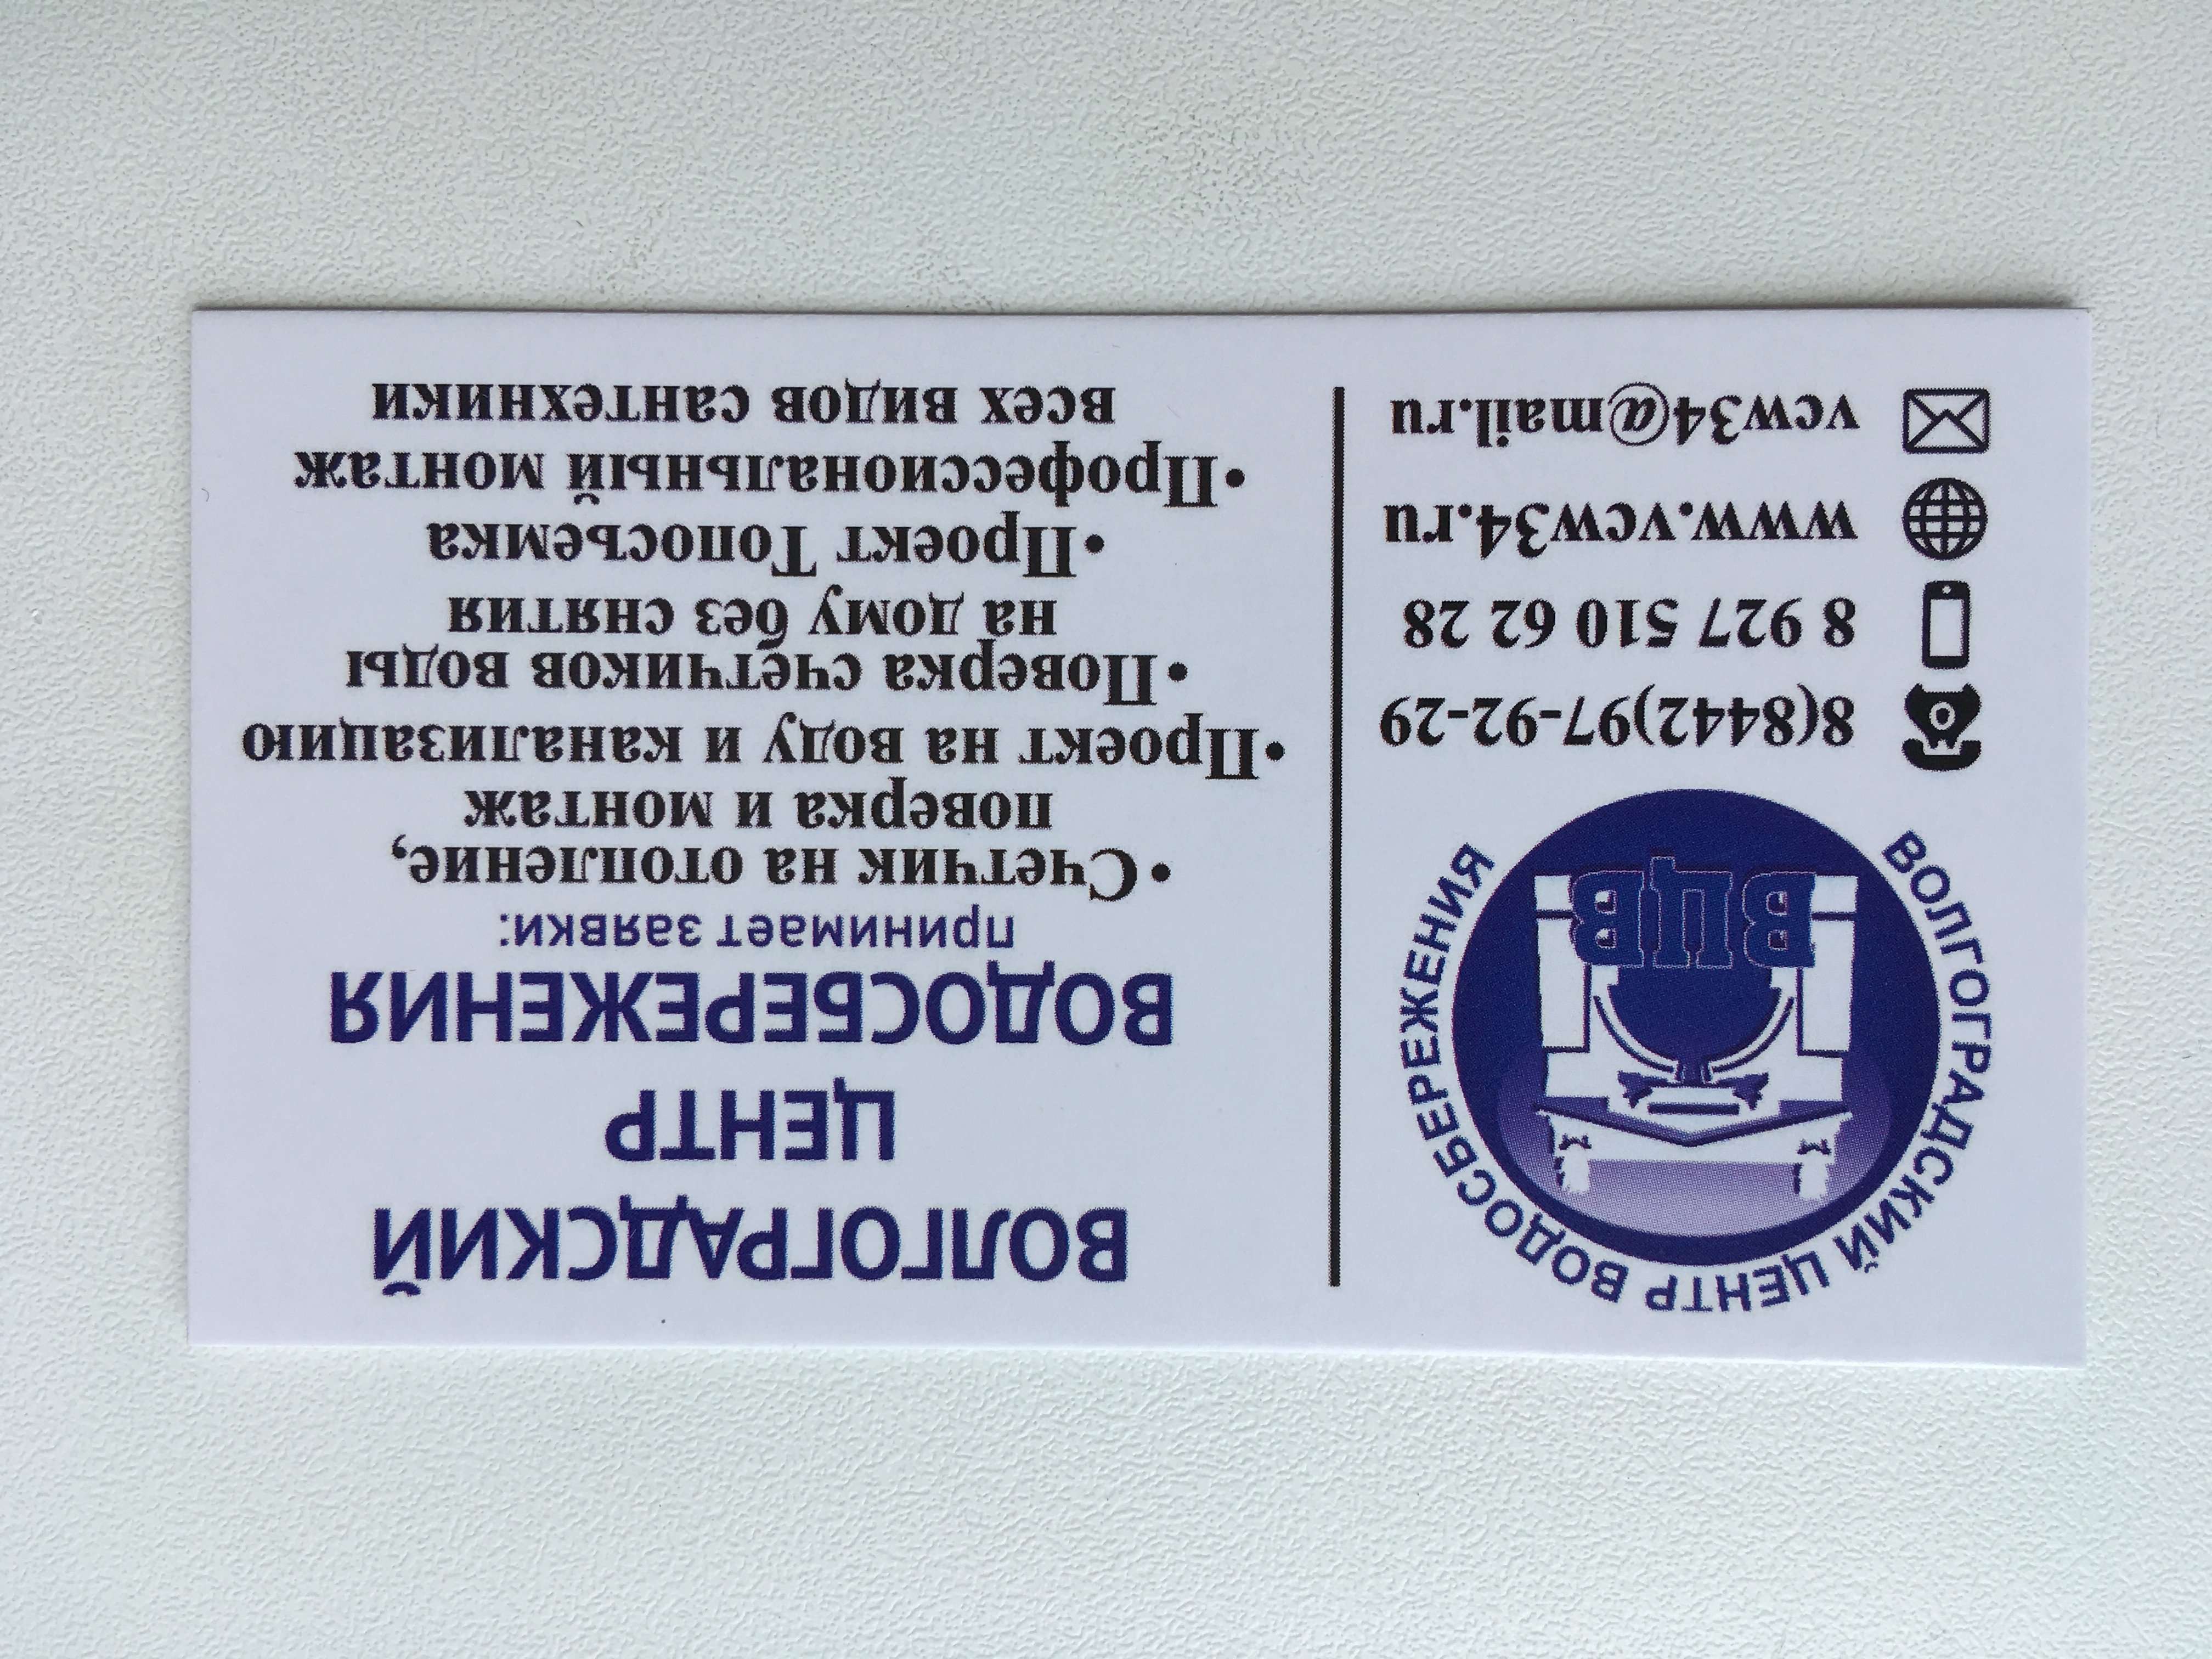 ВОЛГОГРАДСКИЙ ЦЕНТР ВОДОСБЕРЕЖЕНИЯ
ВЦВ
8(8442)97-92-29
8 927 510 62 28
www.vcw34.ru
vcw34@mail.ru
ВОЛГОГРАДСКИЙ
ЦЕНТР
ВОДОСБЕРЕЖЕНИЯ
принимает заявки:
•Счетчик на отопление,
поверка и монтаж
•Проект на воду и канализацию
•Поверка счетчиков воды
на дому без снятия
•Проект Топосъемка
•Профессиональный монтаж
всех видов сантехники